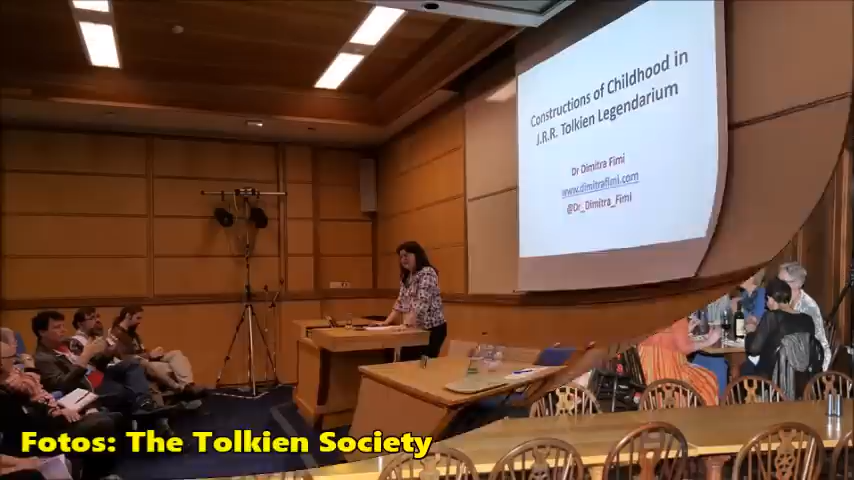 Constructions of Childhood in
J.R.R. Tolkien Legendarium
Dr Dimitra Fimi
www.dimitrafimi.com
@Dr_Dimitra_Fimi
Fotos: The Tolkien Society